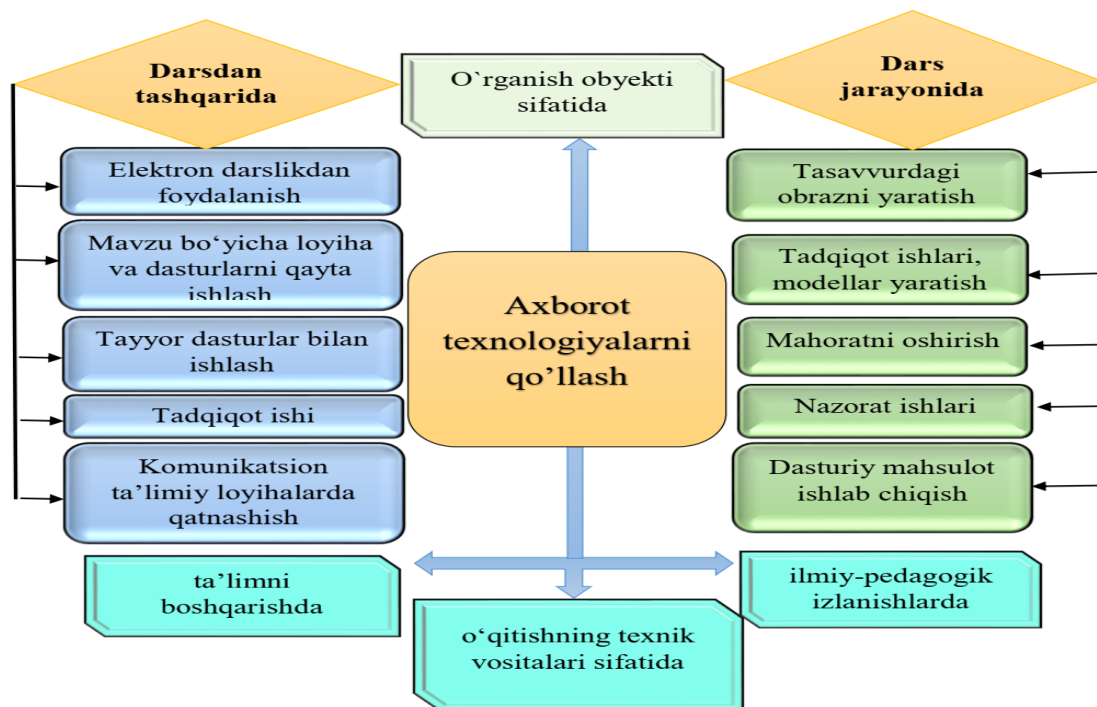 Darsdan
tashqarida
O`rganish obyekti
sifatida
Dars
jarayonida
Elektron darslikdan
foydalanish
Mavzu bo‘yicha loyiha
va dasturlarni qayta
ishlash
Tayyor dasturlar bilan
ishlash
Tadqiqot ishi
Komunikatsion
ta’limiy loyihalarda
qatnashish
Axborot
texnologiyalarni
qo’llash
Tasavvurdagi
obrazni yaratish
Tadqiqot ishlari,
modellar yaratish
Mahoratni oshirish
Nazorat ishlari
Dasturiy mahsulot
ishlab chiqish
ta’limni
boshqarishda
o‘qitishning texnik
vositalari sifatida
ilmiy-pedagogik
izlanishlarda